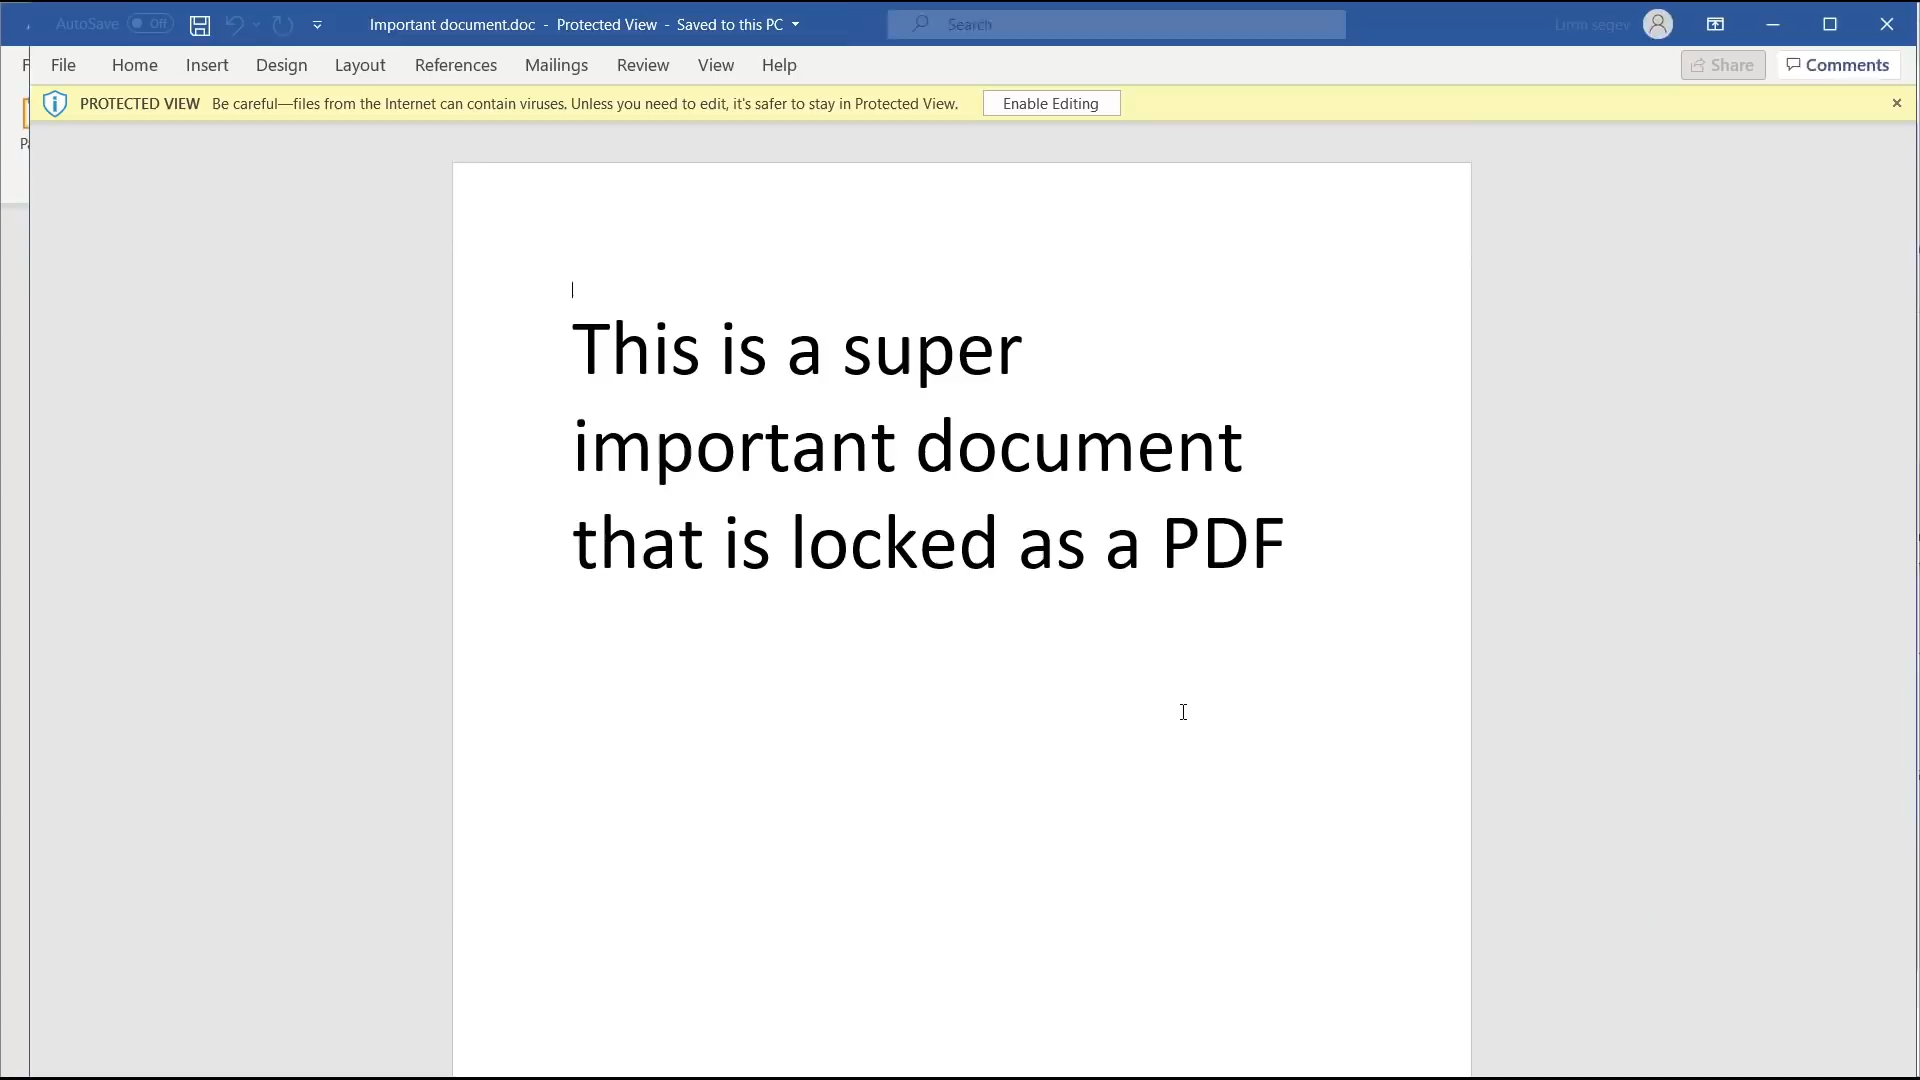 AutoSave Off Important document.doc - Protected View - Saved to this PC Search
File Home Insert Design Layout References Mailings Review View Help Share Comments
PROTECTED VIEW Be careful—files from the Internet can contain viruses. Unless you need to edit, it's safer to stay in Protected View. Enable Editing
This is a super
important document
that is locked as a PDF